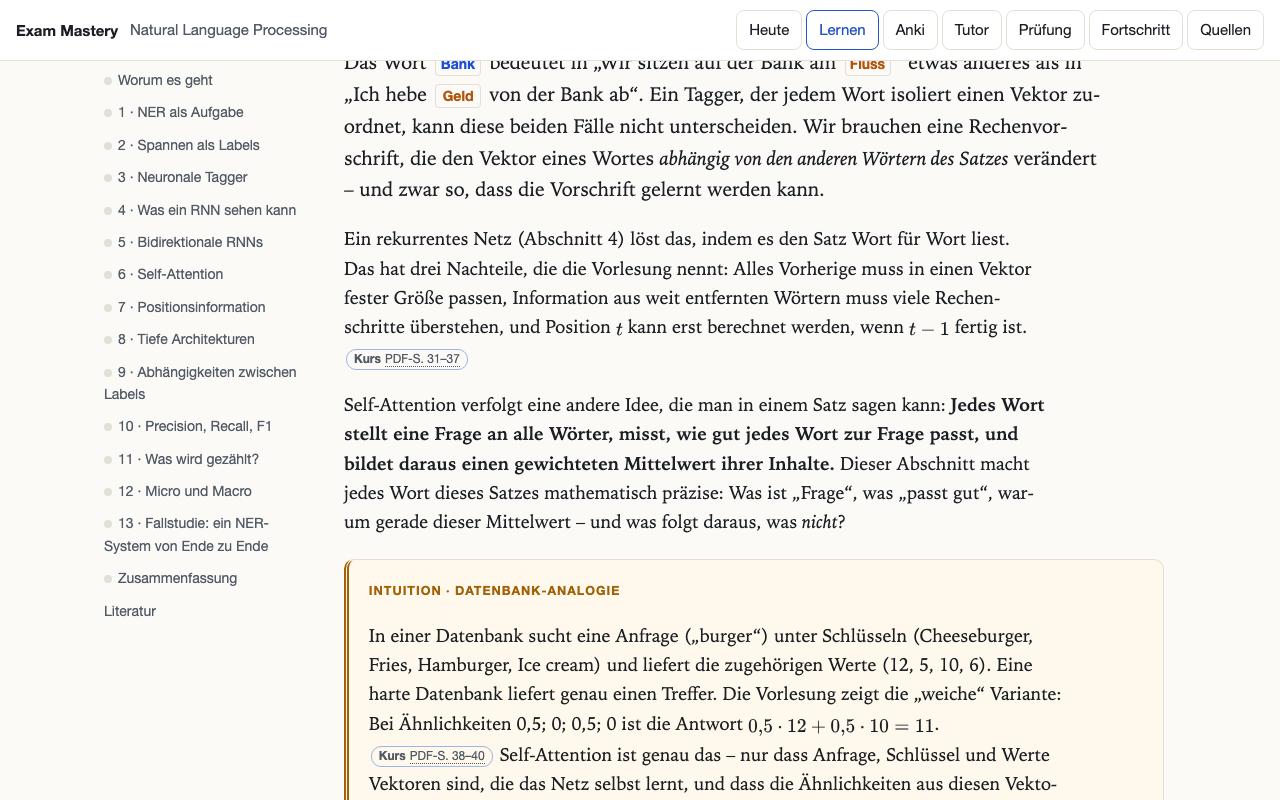 Exam Mastery Natural Language Processing
Heute Lernen Anki Tutor Prüfung Fortschritt Quellen
Worum es geht
1 · NER als Aufgabe
2 · Spannen als Labels
3 · Neuronale Tagger
4 · Was ein RNN sehen kann
5 · Bidirektionale RNNs
6 · Self-Attention
7 · Positionsinformation
8 · Tiefe Architekturen
9 · Abhängigkeiten zwischen
Labels
10 · Precision, Recall, F1
11 · Was wird gezählt?
12 · Micro und Macro
13 · Fallstudie: ein NER-
System von Ende zu Ende
Zusammenfassung
Literatur
Das Wort Bank bedeutet in „Wir sitzen auf der Bank am Fluss “ etwas anderes als in
„Ich hebe Geld von der Bank ab“. Ein Tagger, der jedem Wort isoliert einen Vektor zu-
ordnet, kann diese beiden Fälle nicht unterscheiden. Wir brauchen eine Rechenvor-
schrift, die den Vektor eines Wortes abhängig von den anderen Wörtern des Satzes verändert
– und zwar so, dass die Vorschrift gelernt werden kann.
Ein rekurrentes Netz (Abschnitt 4) löst das, indem es den Satz Wort für Wort liest.
Das hat drei Nachteile, die die Vorlesung nennt: Alles Vorherige muss in einen Vektor
fester Größe passen, Information aus weit entfernten Wörtern muss viele Rechen-
schritte überstehen, und Position t kann erst berechnet werden, wenn t − 1 fertig ist.
Kurs PDF-S. 31–37
Self-Attention verfolgt eine andere Idee, die man in einem Satz sagen kann: Jedes Wort
stellt eine Frage an alle Wörter, misst, wie gut jedes Wort zur Frage passt, und
bildet daraus einen gewichteten Mittelwert ihrer Inhalte. Dieser Abschnitt macht
jedes Wort dieses Satzes mathematisch präzise: Was ist „Frage“, was „passt gut“, war-
um gerade dieser Mittelwert – und was folgt daraus, was nicht?
INTUITION · DATENBANK-ANALOGIE
In einer Datenbank sucht eine Anfrage („burger“) unter Schlüsseln (Cheeseburger,
Fries, Hamburger, Ice cream) und liefert die zugehörigen Werte (12, 5, 10, 6). Eine
harte Datenbank liefert genau einen Treffer. Die Vorlesung zeigt die „weiche“ Variante:
Bei Ähnlichkeiten 0,5; 0; 0,5; 0 ist die Antwort 0,5 · 12 + 0,5 · 10 = 11.
Kurs PDF-S. 38–40 Self-Attention ist genau das – nur dass Anfrage, Schlüssel und Werte
Vektoren sind, die das Netz selbst lernt, und dass die Ähnlichkeiten aus diesen Vekto-